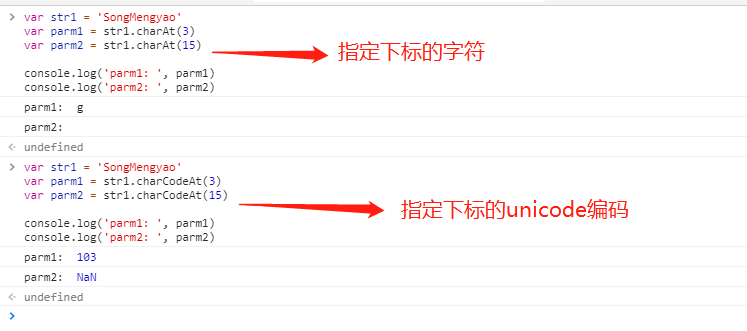 var str1 = 'SongMengyao'
var parm1 = str1.charAt(3)
var parm2 = str1.charAt(15)
指定下标的字符
console.log('parm1: ', parm1)
console.log('parm2: ', parm2)
parm1:  g
parm2:
undefined
var str1 = 'SongMengyao'
var parm1 = str1.charCodeAt(3)
var parm2 = str1.charCodeAt(15)
指定下标的unicode编码
console.log('parm1: ', parm1)
console.log('parm2: ', parm2)
parm1:  103
parm2:  NaN
undefined